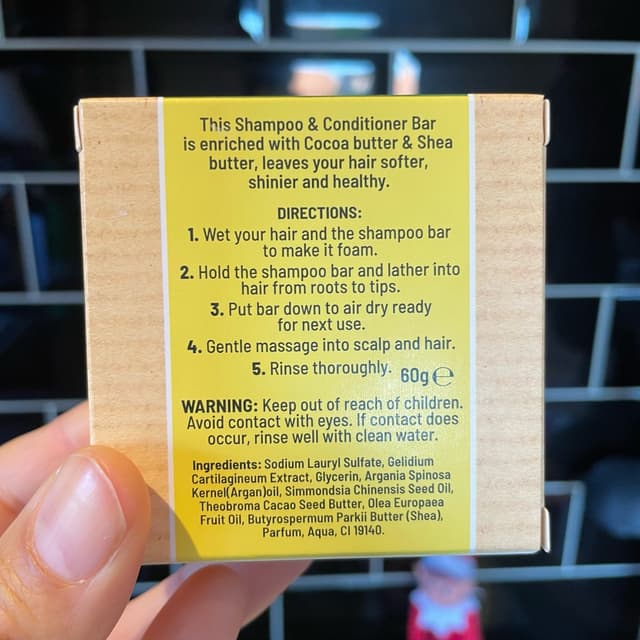 This Shampoo & Conditioner Bar
is enriched with Cocoa butter & Shea
butter, leaves your hair softer,
shinier and healthy.
DIRECTIONS:
1. Wet your hair and the shampoo bar
to make it foam.
2. Hold the shampoo bar and lather into
hair from roots to tips.
3. Put bar down to air dry ready
for next use.
4. Gentle massage into scalp and hair.
5. Rinse thoroughly.
60g℮
WARNING: Keep out of reach of children.
Avoid contact with eyes. If contact does
occur, rinse well with clean water.
Ingredients: Sodium Lauryl Sulfate, Gelidium
Cartilagineum Extract, Glycerin, Argania Spinosa
Kernel(Argan)oil, Simmondsia Chinensis Seed Oil,
Theobroma Cacao Seed Butter, Olea Europaea
Fruit Oil, Butyrospermum Parkii Butter (Shea),
Parfum, Aqua, CI 19140.